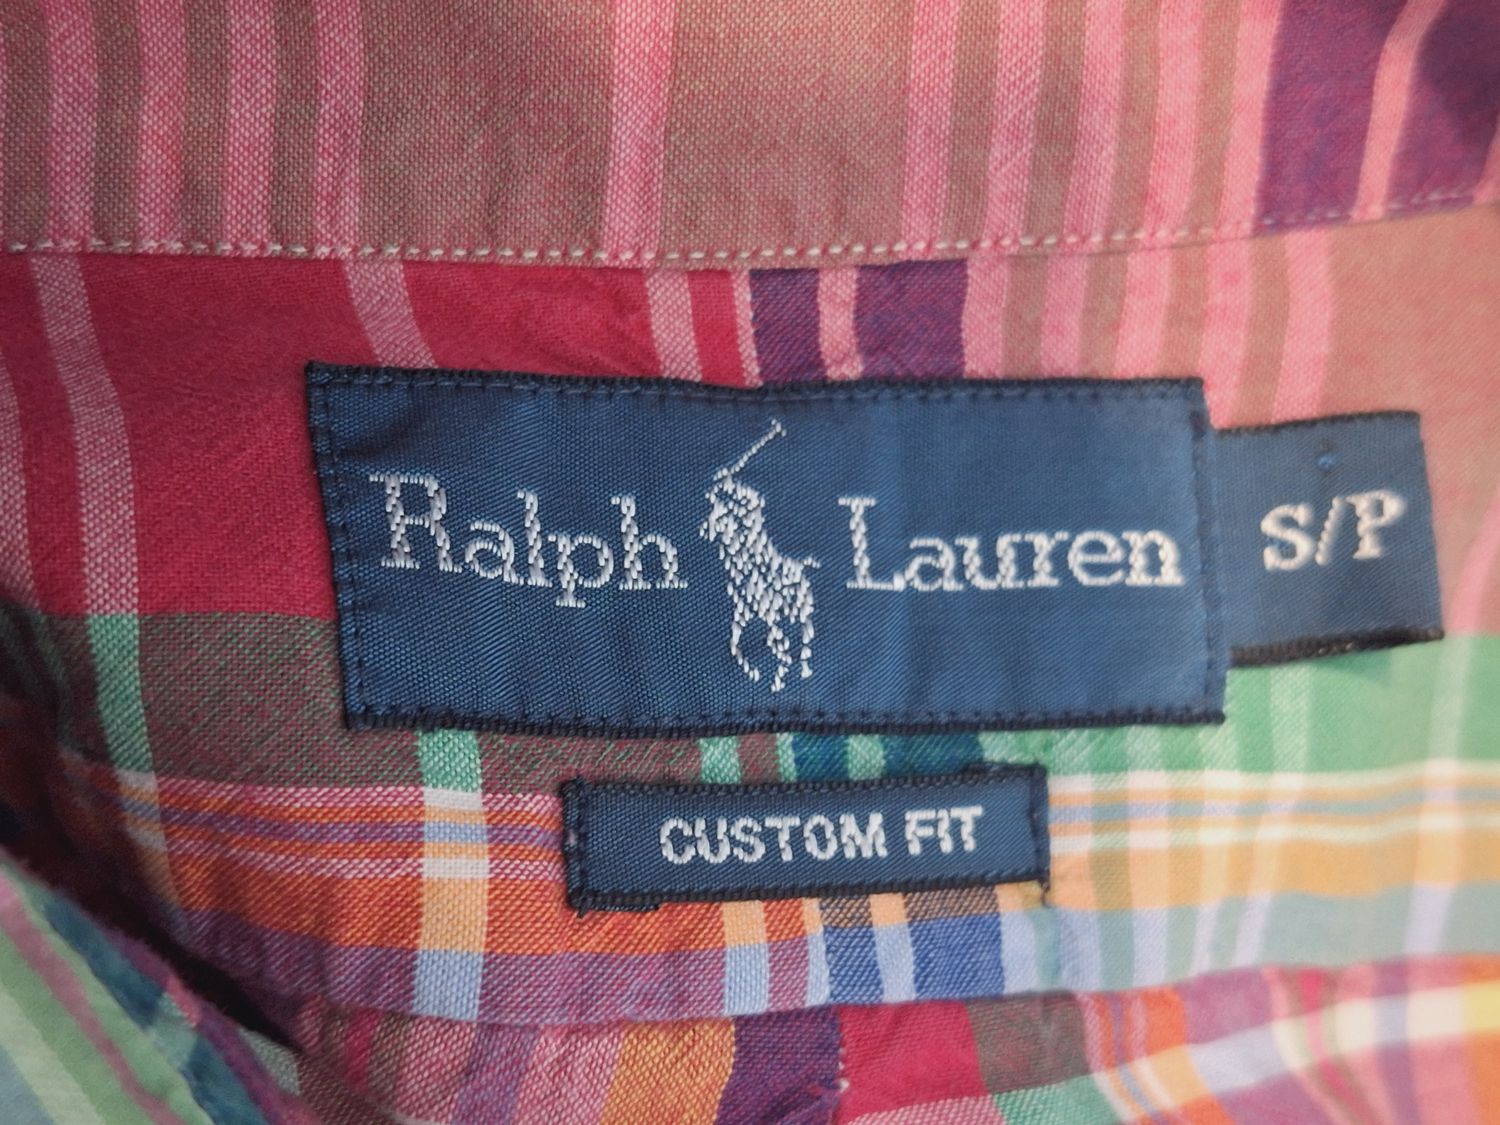 Ralph Lauren S/P
CUSTOM FIT